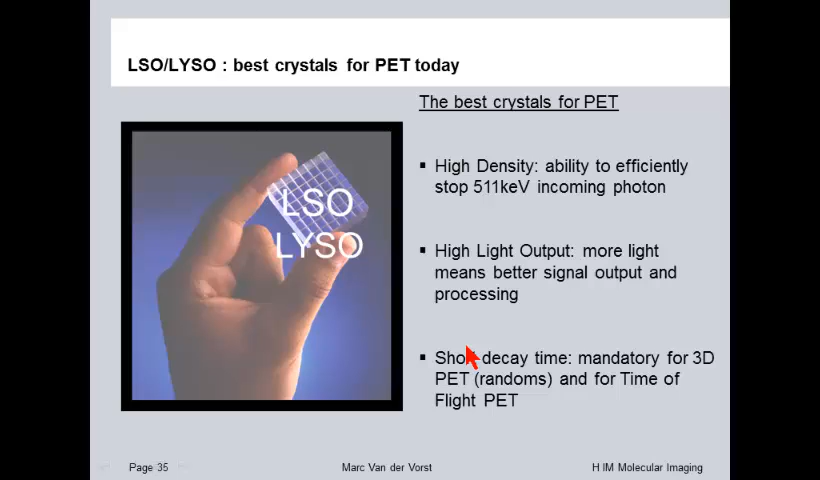 LSO/LYSO : best crystals for PET today
The best crystals for PET
LSO
LYSO
▪ High Density: ability to efficiently
stop 511keV incoming photon
▪ High Light Output: more light
means better signal output and
processing
▪ Short decay time: mandatory for 3D
PET (randoms) and for Time of
Flight PET
Page 35
Marc Van der Vorst
H IM Molecular Imaging